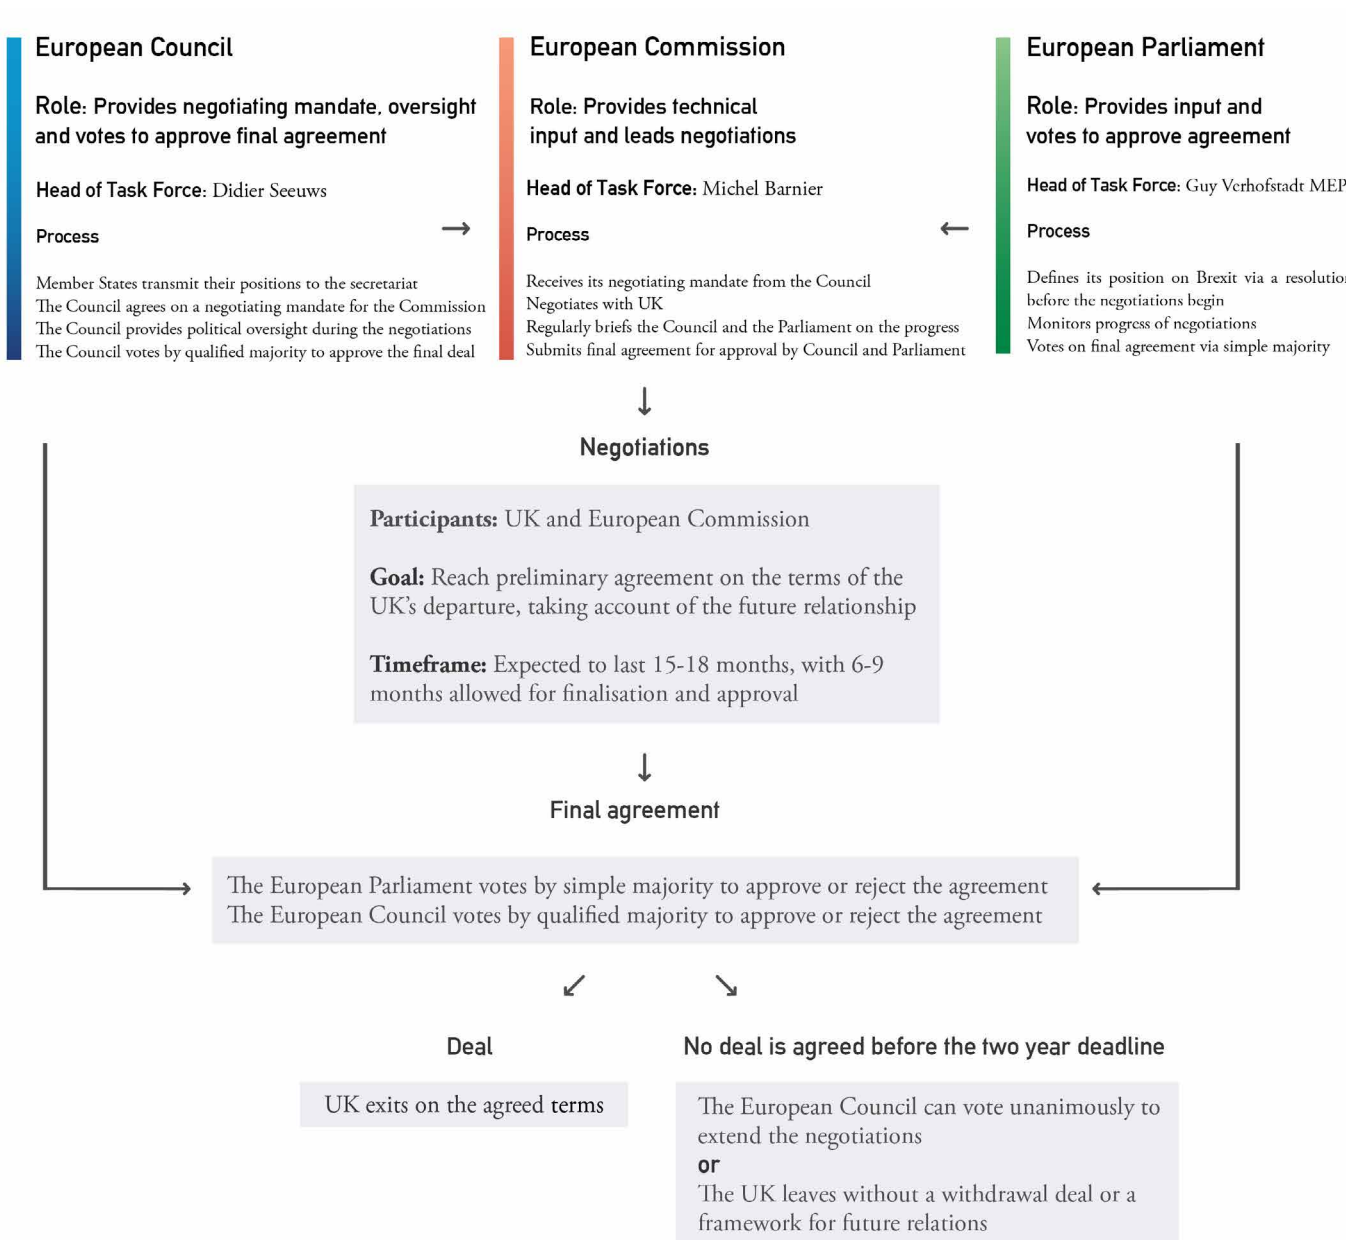 European Council
Role: Provides negotiating mandate, oversight
and votes to approve final agreement
Head of Task Force: Didier Seeuws
Process
Member States transmit their positions to the secretariat
The Council agrees on a negotiating mandate for the Commission
The Council provides political oversight during the negotiations
The Council votes by qualified majority to approve the final deal
European Commission
Role: Provides technical
input and leads negotiations
Head of Task Force: Michel Barnier
Process
Receives its negotiating mandate from the Council
Negotiates with UK
Regularly briefs the Council and the Parliament on the progress
Submits final agreement for approval by Council and Parliament
European Parliament
Role: Provides input and
votes to approve agreement
Head of Task Force: Guy Verhofstadt MEP
Process
Defines its position on Brexit via a resolution
before the negotiations begin
Monitors progress of negotiations
Votes on final agreement via simple majority
Negotiations
Participants: UK and European Commission
Goal: Reach preliminary agreement on the terms of the
UK's departure, taking account of the future relationship
Timeframe: Expected to last 15-18 months, with 6-9
months allowed for finalisation and approval
Final agreement
The European Parliament votes by simple majority to approve or reject the agreement
The European Council votes by qualified majority to approve or reject the agreement
Deal
UK exits on the agreed terms
No deal is agreed before the two year deadline
The European Council can vote unanimously to
extend the negotiations
or
The UK leaves without a withdrawal deal or a
framework for future relations